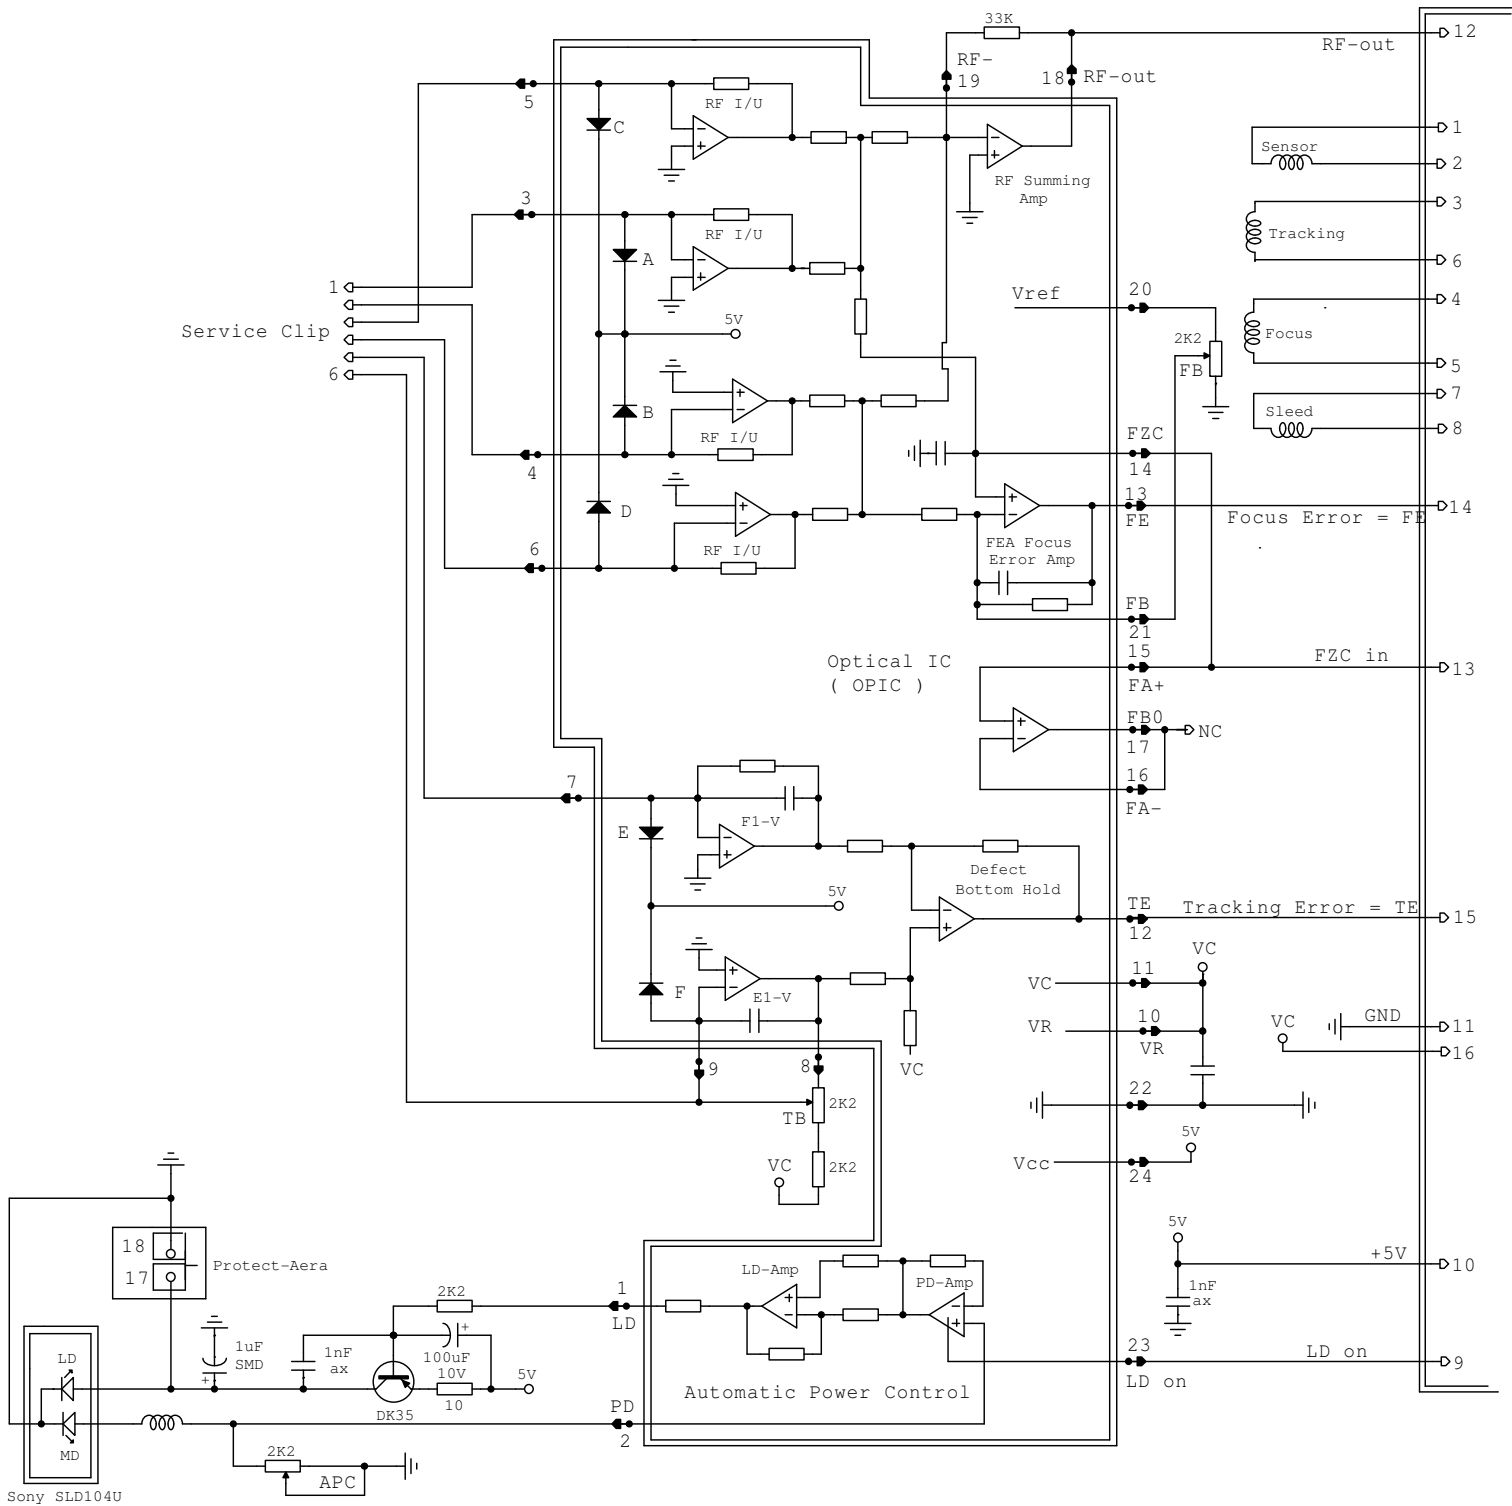 33K
RF-out
12
RF-
19
18
RF-out
5
RF I/U
C
1
Sensor
2
RF Summing
Amp
3
3
RF I/U
A
Tracking
6
1
Service Clip
6
5V
Vref
20
4
2K2
FB
Focus
5
7
Sleed
8
B
RF I/U
4
FZC
14
D
RF I/U
6
13
FE
Focus Error = FE
14
FEA Focus
Error Amp
FB
21
Optical IC
( OPIC )
15
FA+
FZC in
13
FB0
17
NC
16
FA-
7
E
F1-V
5V
Defect
Bottom Hold
TE
12
Tracking Error = TE
15
F
E1-V
VC
11
VC
VR
10
VR
VC
GND
11
16
VC
9
8
TB
2K2
22
VC
2K2
5V
Vcc
24
18
17
Protect-Aera
5V
+5V
10
1nF
ax
LD-Amp
PD-Amp
2K2
1
LD
1uF
SMD
1nF
ax
100uF
10V
10
5V
DK35
23
LD on
LD on
9
Automatic Power Control
LD
MD
PD
2
2K2
APC
Sony SLD104U